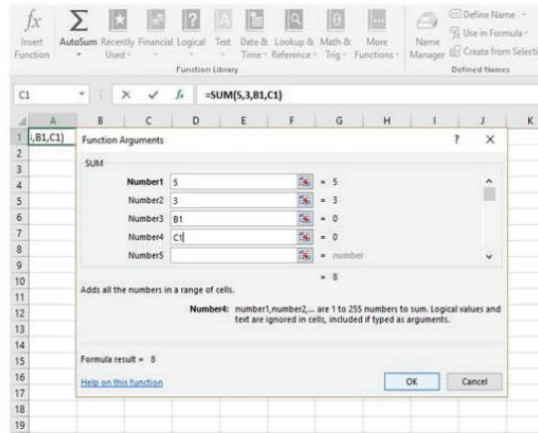 fx Σ ? A θ
Insert Function AutoSum Recently Used Financial Logical Text Date & Time Lookup & Reference Math & Trig More Functions Name Manager
Define Name
Use in Formula
Create from Selecti
Function Library Defined Names
C1 fx =SUM(5,3,B1,C1)
A B C D E F G H I J K
1 i,B1,C1)
2
3
4
5
6
7
8
9
10
11
12
13
14
15
16
17
18
19
Function Arguments ? ×
SUM
Number1 5 = 5
Number2 3 = 3
Number3 B1 = 0
Number4 C1 = 0
Number5 = number
= 8
Adds all the numbers in a range of cells.
Number4: number1,number2,... are 1 to 255 numbers to sum. Logical values and
text are ignored in cells, included if typed as arguments.
Formula result = 8
Help on this function OK Cancel